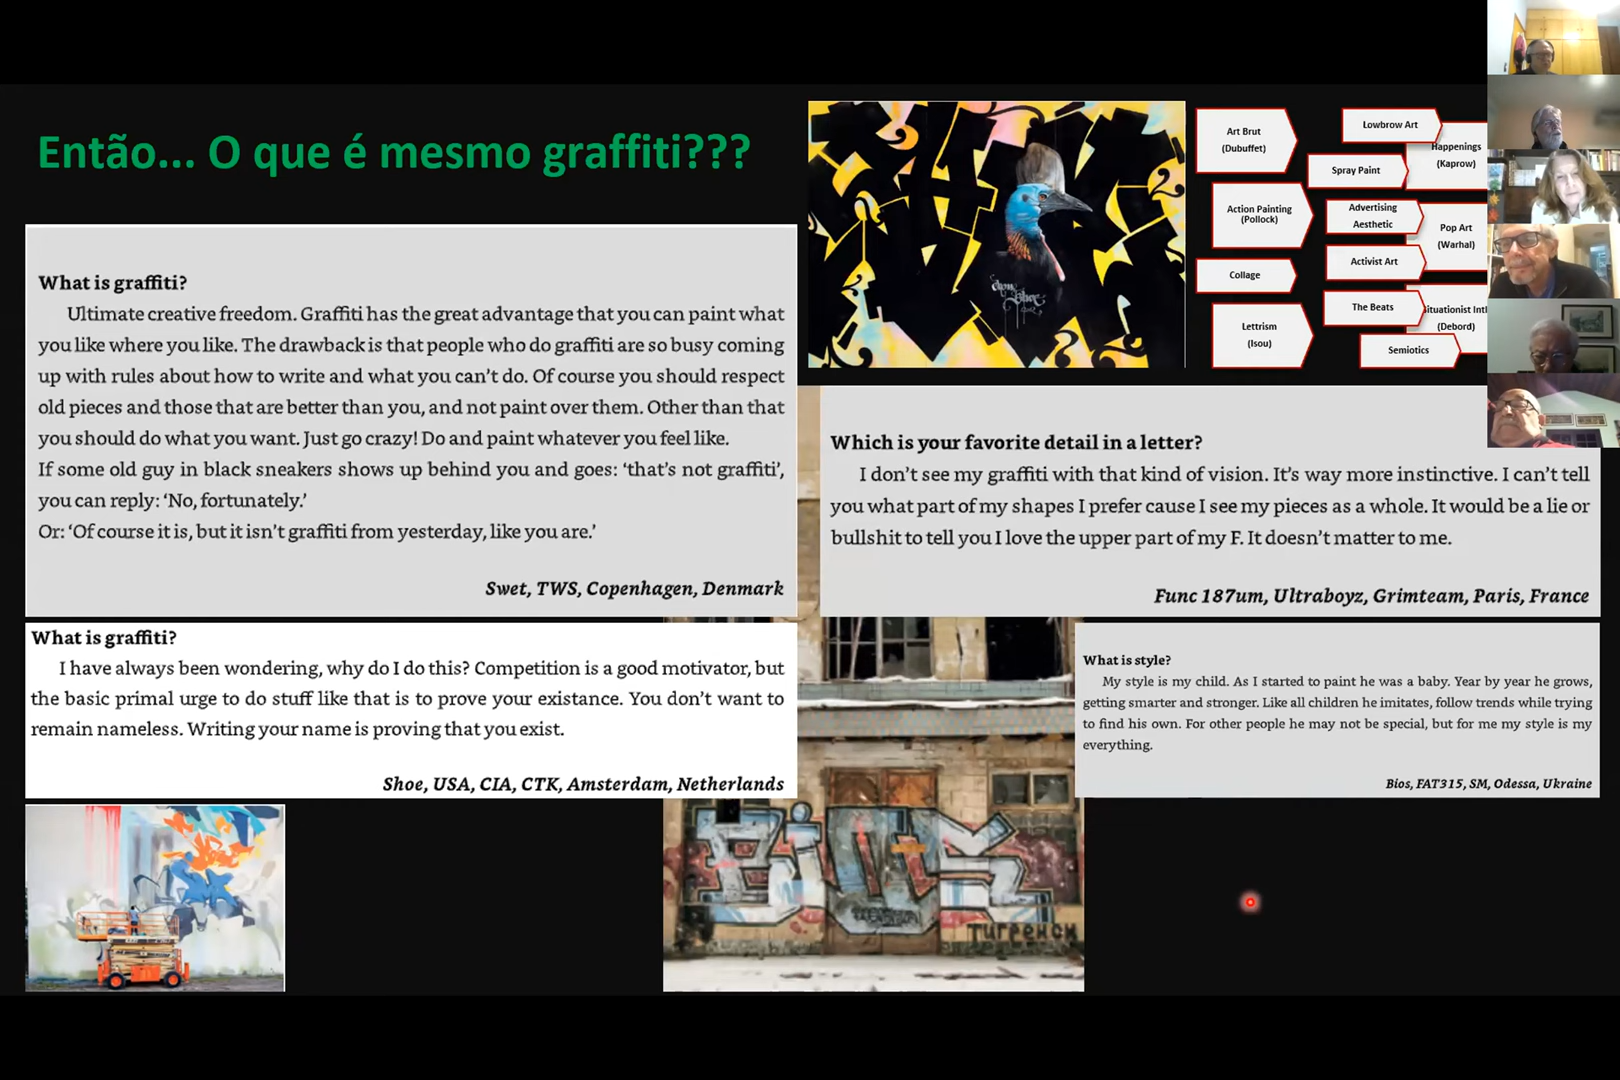 Então... O que é mesmo graffiti???
What is graffiti?
Ultimate creative freedom. Graffiti has the great advantage that you can paint what
you like where you like. The drawback is that people who do graffiti are so busy coming
up with rules about how to write and what you can't do. Of course you should respect
old pieces and those that are better than you, and not paint over them. Other than that
you should do what you want. Just go crazy! Do and paint whatever you feel like.
If some old guy in black sneakers shows up behind you and goes: 'that's not graffiti',
you can reply: 'No, fortunately.'
Or: 'Of course it is, but it isn't graffiti from yesterday, like you are.'
Swet, TWS, Copenhagen, Denmark
What is graffiti?
I have always been wondering, why do I do this? Competition is a good motivator, but
the basic primal urge to do stuff like that is to prove your existance. You don't want to
remain nameless. Writing your name is proving that you exist.
Shoe, USA, CIA, CTK, Amsterdam, Netherlands
Art Brut
(Dubuffet)
Action Painting
(Pollock)
Collage
Lettrism
(Isou)
Lowbrow Art
Spray Paint
Advertising
Aesthetic
Activist Art
The Beats
Semiotics
Happenings
(Kaprow)
Pop Art
(Warhal)
ituationist Intl
(Debord)
Which is your favorite detail in a letter?
I don't see my graffiti with that kind of vision. It's way more instinctive. I can't tell
you what part of my shapes I prefer cause I see my pieces as a whole. It would be a lie or
bullshit to tell you I love the upper part of my F. It doesn't matter to me.
Func 187um, Ultraboyz, Grimteam, Paris, France
What is style?
My style is my child. As I started to paint he was a baby. Year by year he grows,
getting smarter and stronger. Like all children he imitates, follow trends while trying
to find his own. For other people he may not be special, but for me my style is my
everything.
Bios, FAT315, SM, Odessa, Ukraine
BiOS